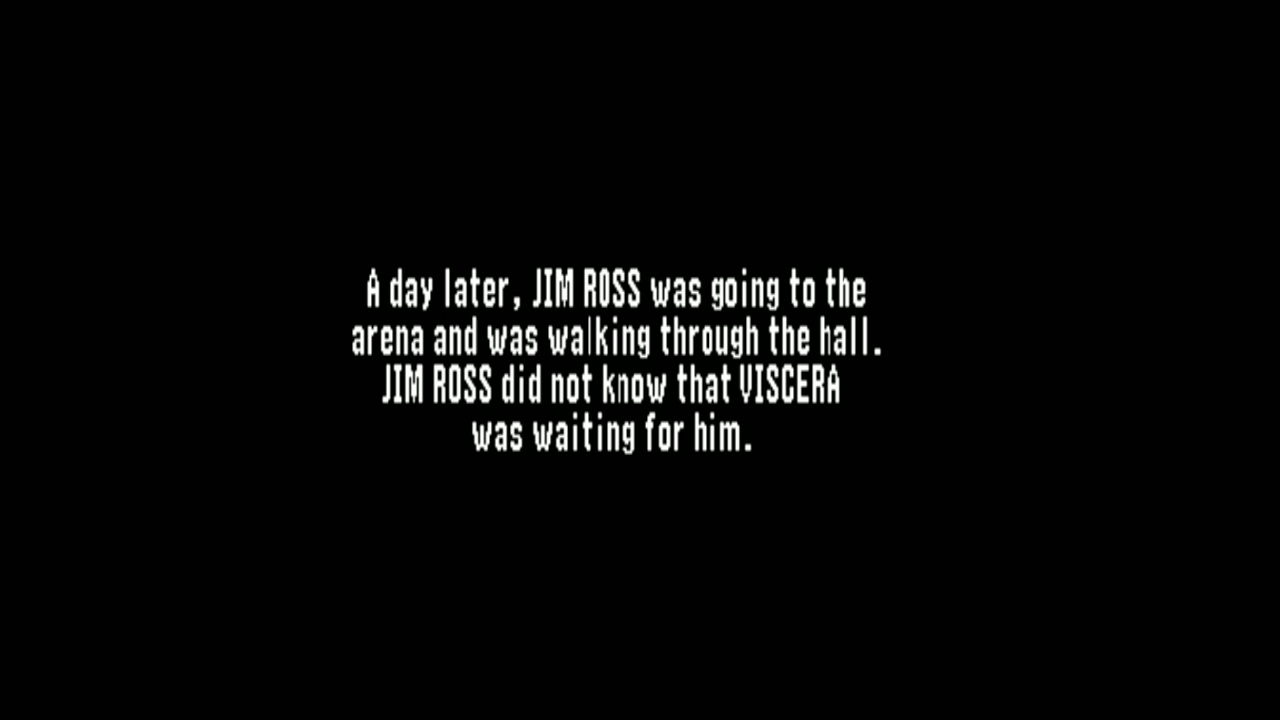 A day later, JIM ROSS was going to the
arena and was walking through the hall.
JIM ROSS did not know that VISCERA
was waiting for him.